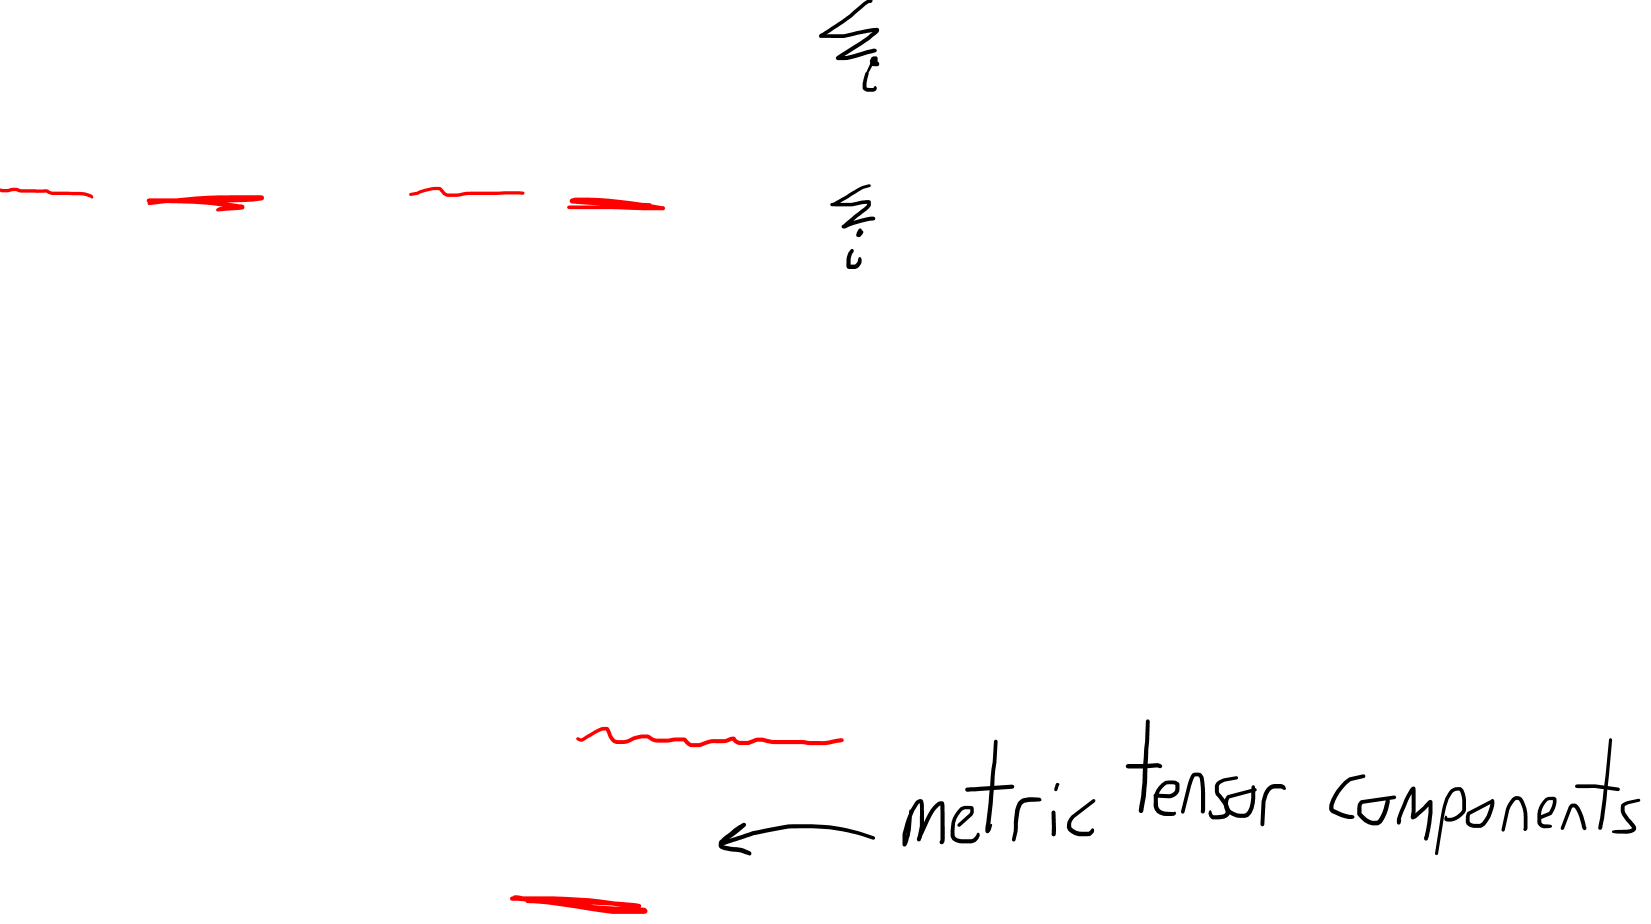 Σ
i
Σ
i
metric tensor components